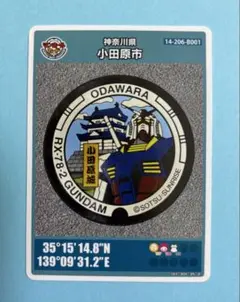 神奈川県
14-206-B001
小田原市
ODAWARA
小田原城
RX-78-2 GUNDAM
©SOTSU·SUNRISE
35°15'14.8"N
139°09'31.2"E